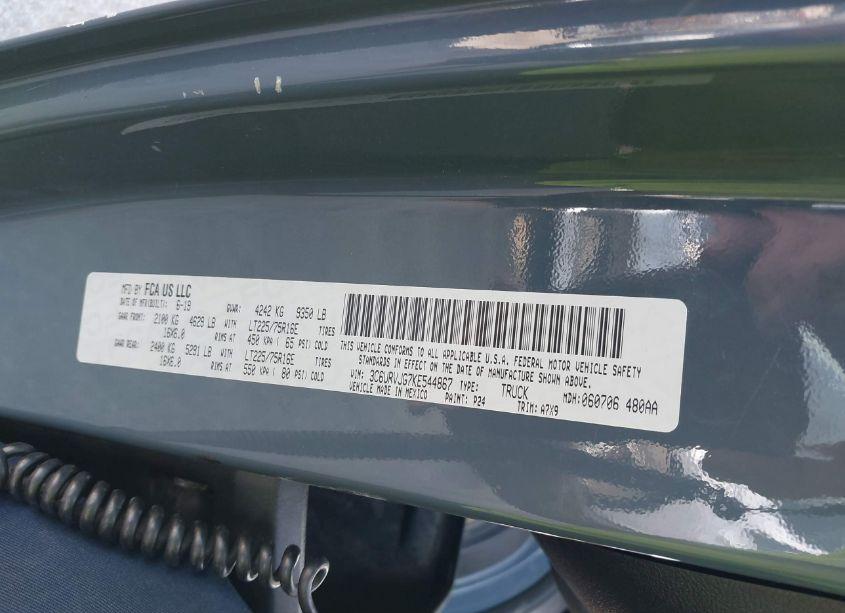 MFD BY FCA US LLC
DATE OF MFR(BUILT): 6-19 GVWR: 4242 KG 9350 LB
GAWR FRONT: 2100 KG 4629 LB WITH LT225/75R16E TIRES
16X6.0 RIMS AT 450 KPA( 65 PSI) COLD
GAWR REAR: 2400 KG 5291 LB WITH LT225/75R16E TIRES
16X6.0 RIMS AT 550 KPA( 80 PSI) COLD
THIS VEHICLE CONFORMS TO ALL APPLICABLE U.S.A. FEDERAL MOTOR VEHICLE SAFETY
STANDARDS IN EFFECT ON THE DATE OF MANUFACTURE SHOWN ABOVE.
VIN: 3C6URVJG7KE544867 TYPE: TRUCK MDH: 060706 480AA
VEHICLE MADE IN MEXICO PAINT: P24 TRIM: A7X9